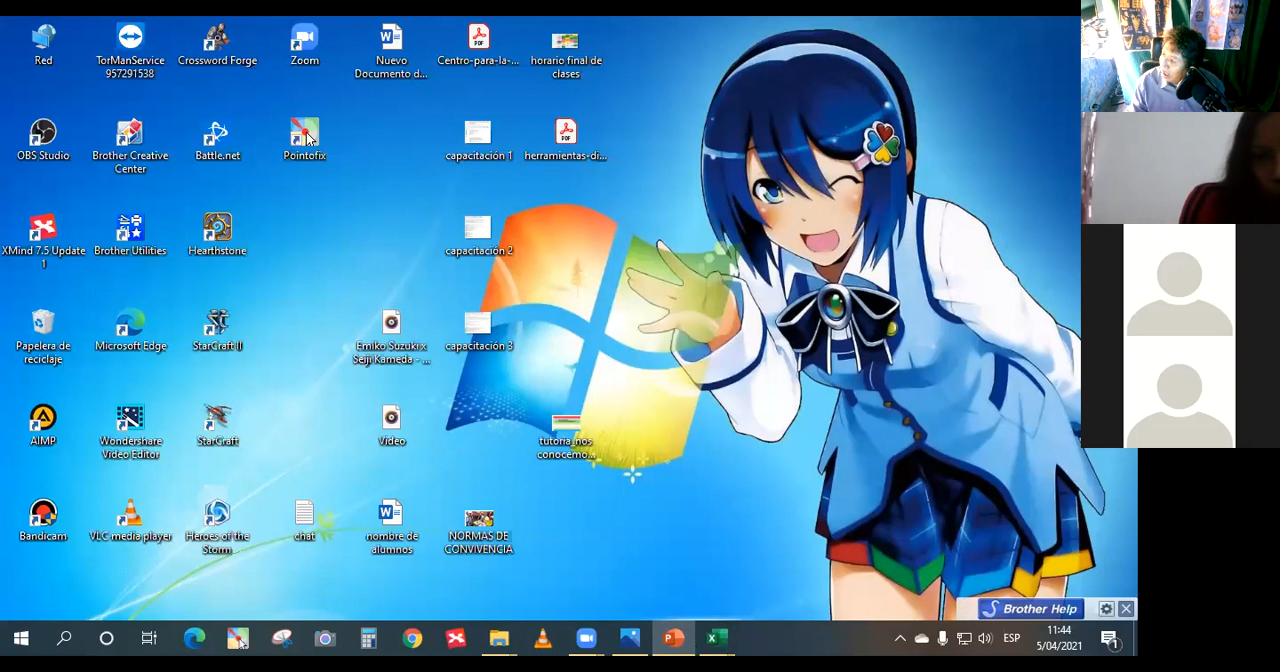 Red
TorManService
957291538
Crossword Forge
Zoom
Nuevo
Documento d...
Centro-para-la-...
horario final de
clases
OBS Studio
Brother Creative
Center
Battle.net
Pointofix
capacitación 1
herramientas-di...
XMind 7.5 Update
1
Brother Utilities
Hearthstone
capacitación 2
Papelera de
reciclaje
Microsoft Edge
StarCraft II
Emiko Suzuki x
Seiji Kameda - ...
capacitación 3
AIMP
Wondershare
Video Editor
StarCraft
Video
tutoria_nos
conocemo...
Bandicam
VLC media player
Heroes of the
Storm
chat
nombre de
alumnos
NORMAS DE
CONVIVENCIA
Brother Help
ESP
11:44
5/04/2021